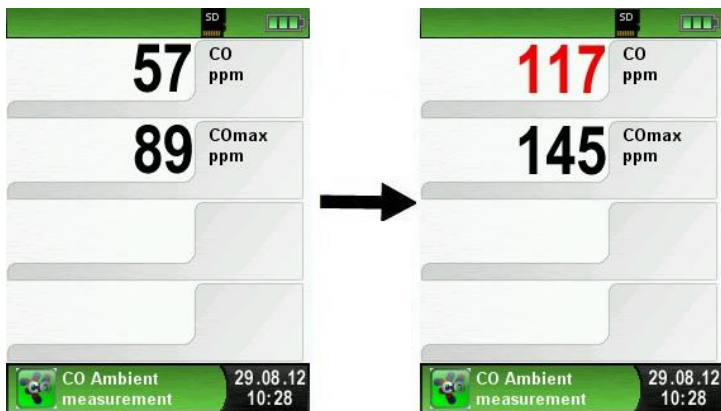 SD
57 CO
ppm
89 COmax
ppm
CO Ambient
measurement
29.08.12
10:28
SD
117 CO
ppm
145 COmax
ppm
CO Ambient
measurement
29.08.12
10:28